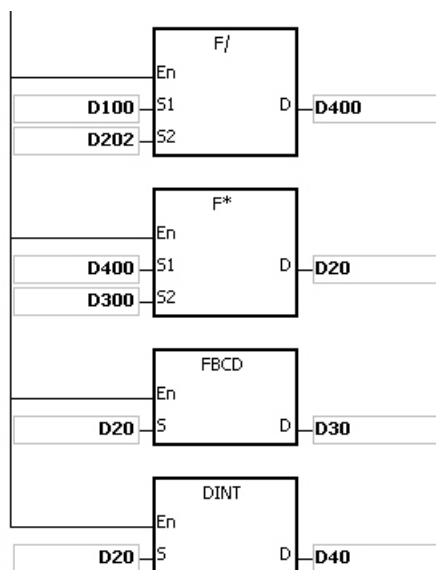 F/
En
D100 S1 D D400
D202 S2
F*
En
D400 S1 D D20
D300 S2
FBCD
En
D20 S D D30
DINT
En
D20 S D D40